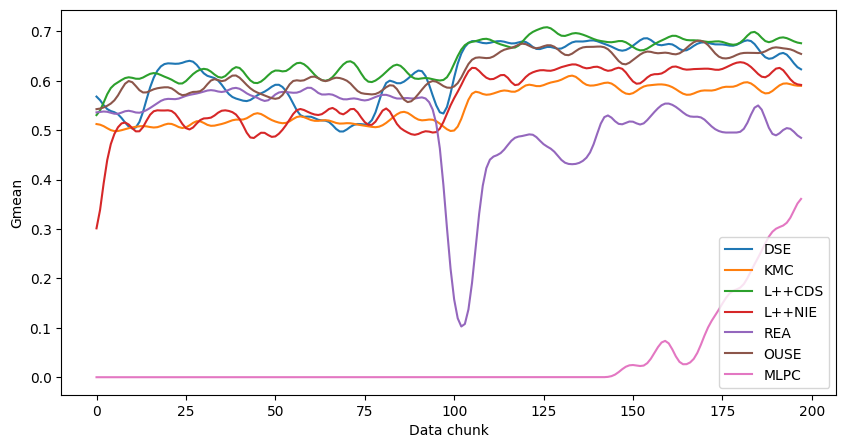 Gmean
0.7
0.6
0.5
0.4
0.3
0.2
0.1
0.0
0 25 50 75 100 125 150 175 200
Data chunk
DSE
KMC
L++CDS
L++NIE
REA
OUSE
MLPC